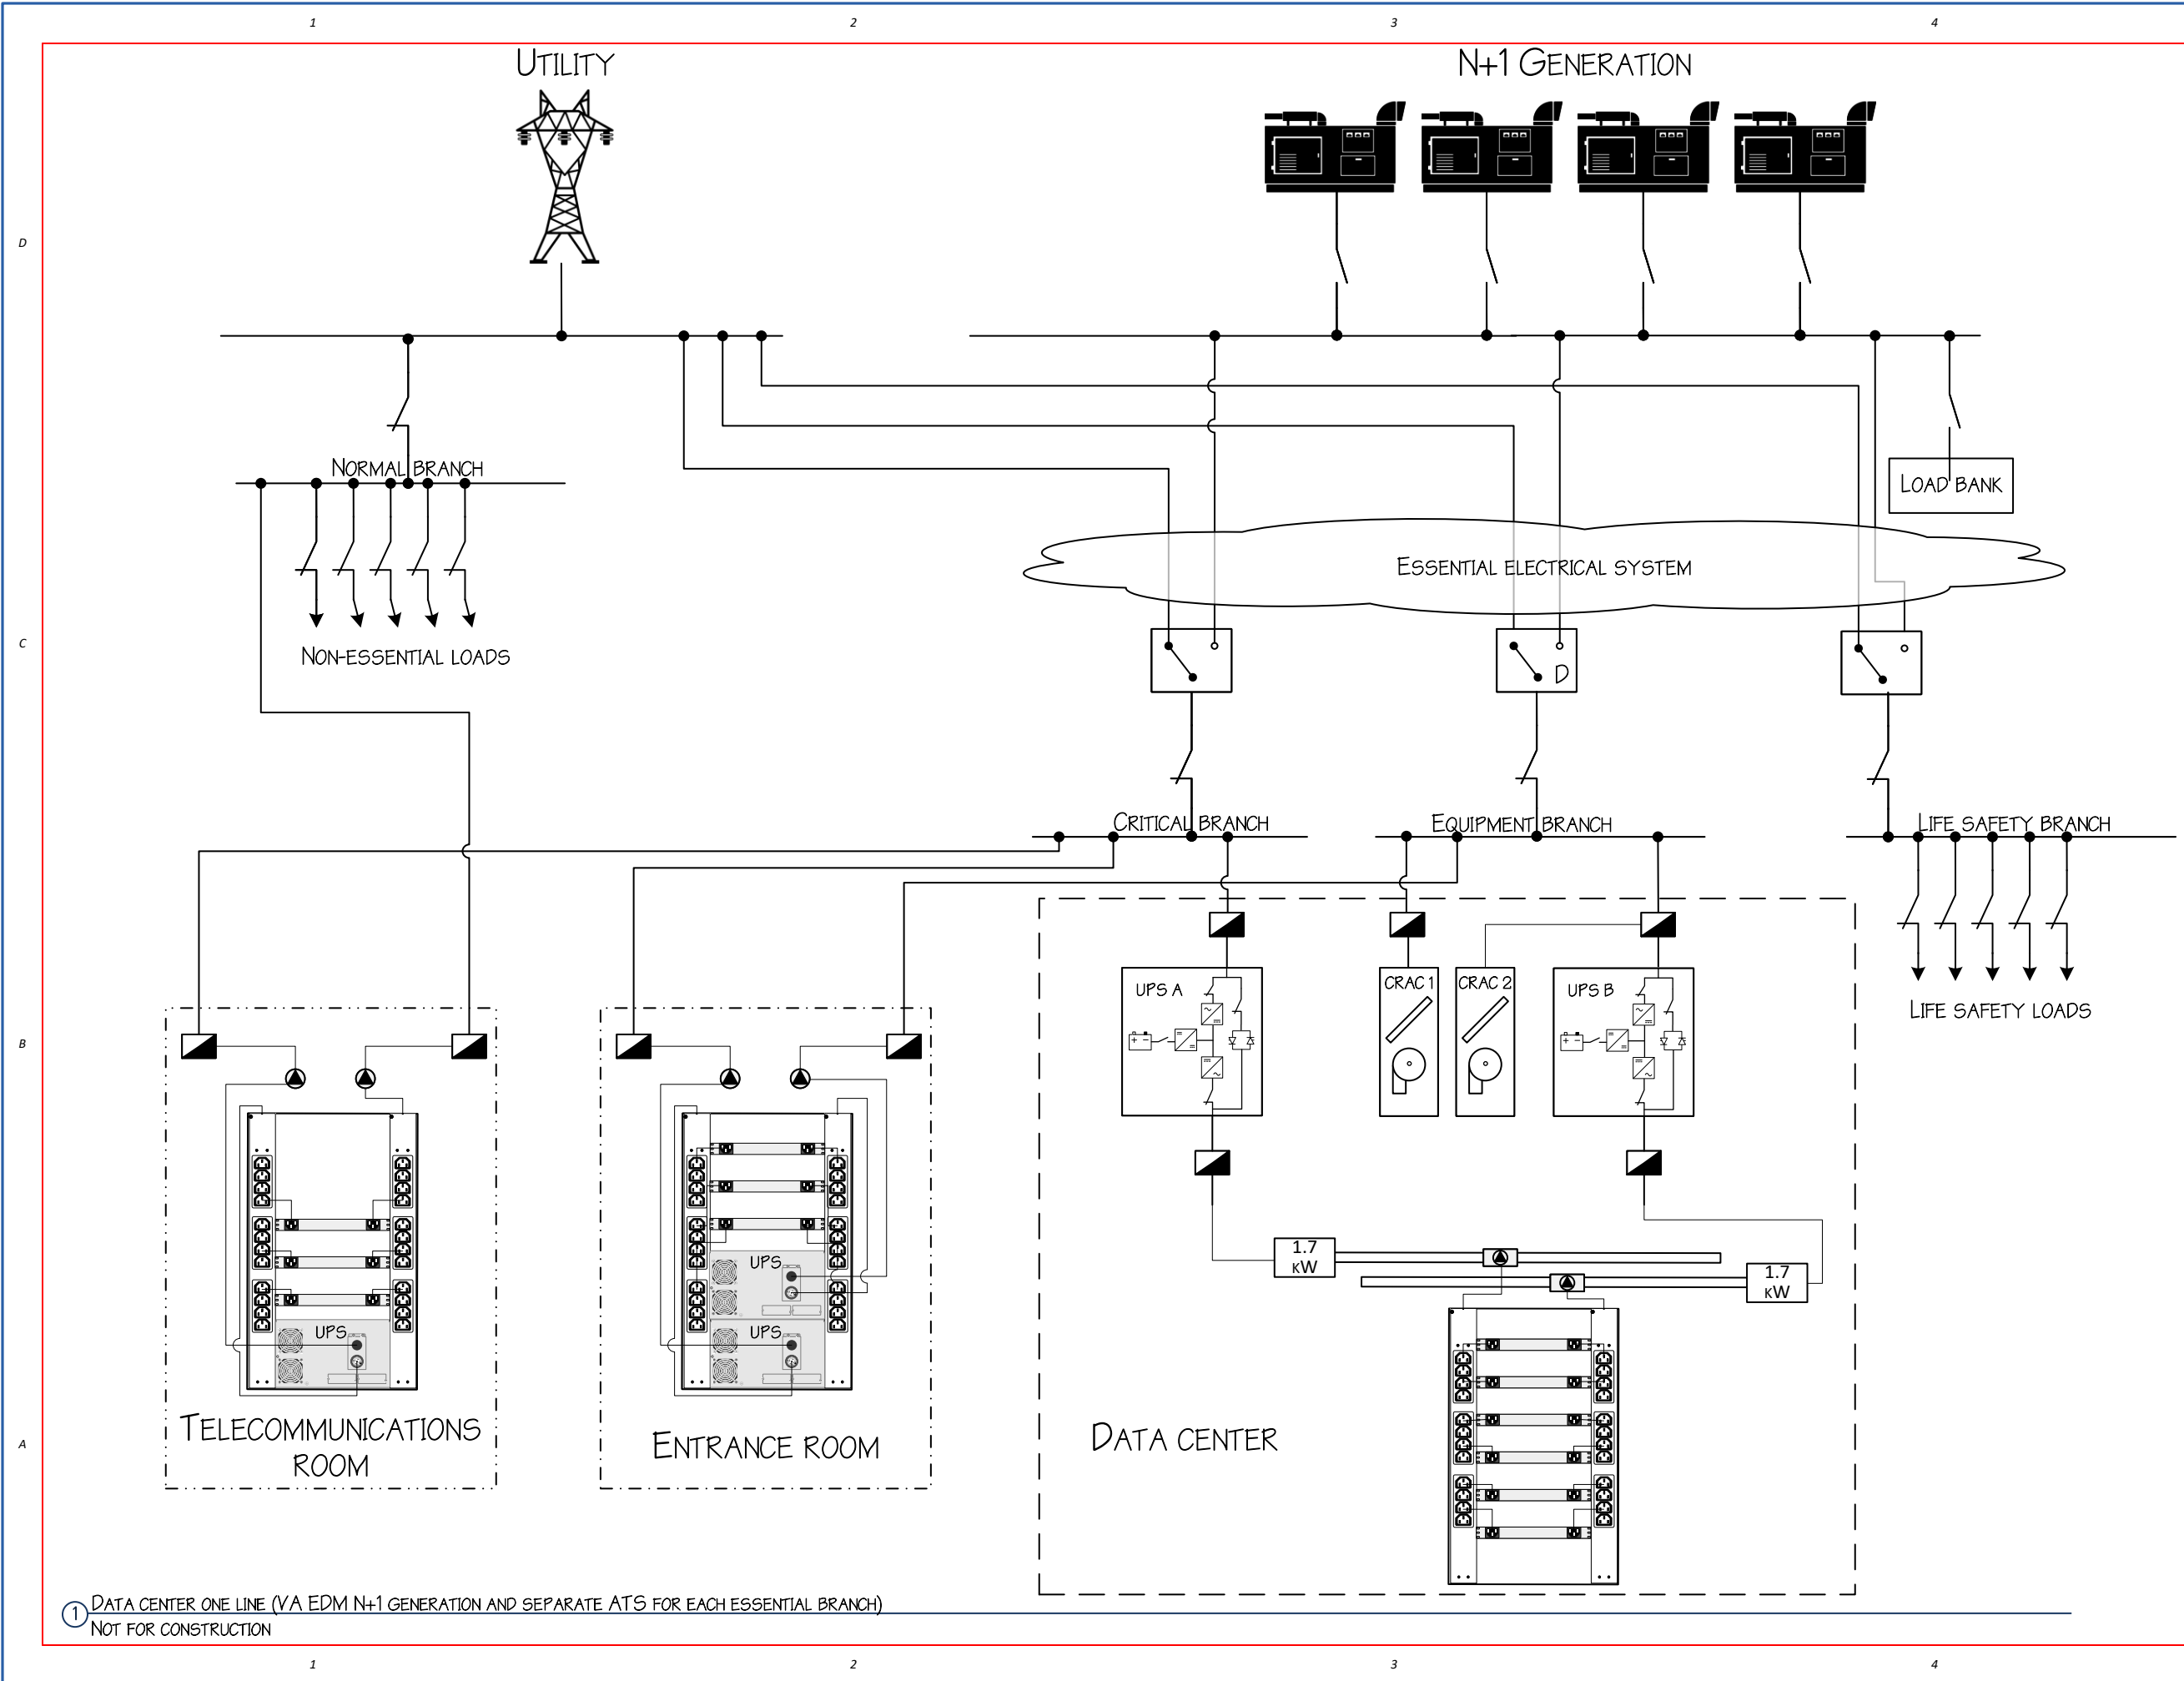 1 2 3 4
Utility
N+1 Generation
D
Normal branch
Load bank
Essential electrical system
C
Non-essential loads
D
Critical branch
Equipment branch
Life safety branch
UPS A
CRAC 1
CRAC 2
UPS B
Life safety loads
B
UPS
UPS
UPS
1.7
kW
1.7
kW
A
Telecommunications
room
Entrance room
Data center
1
Data center one line (VA EDM N+1 generation and separate ATS for each essential branch)
Not for construction
1 2 3 4